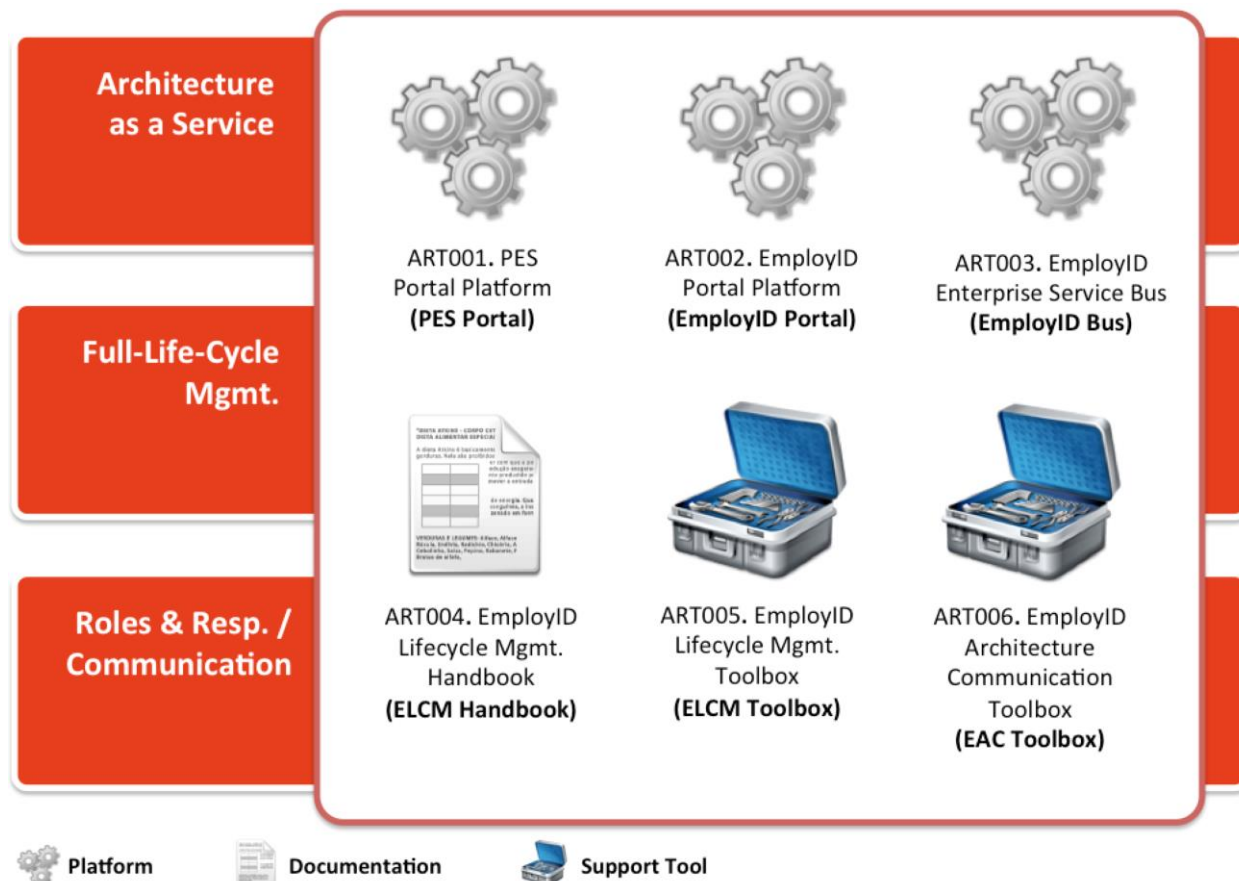 Architecture
as a Service
Full-Life-Cycle
Mgmt.
Roles & Resp. /
Communication
ART001. PES
Portal Platform
(PES Portal)
ART002. EmployID
Portal Platform
(EmployID Portal)
ART003. EmployID
Enterprise Service Bus
(EmployID Bus)
ART004. EmployID
Lifecycle Mgmt.
Handbook
(ELCM Handbook)
ART005. EmployID
Lifecycle Mgmt.
Toolbox
(ELCM Toolbox)
ART006. EmployID
Architecture
Communication
Toolbox
(EAC Toolbox)
Platform
Documentation
Support Tool